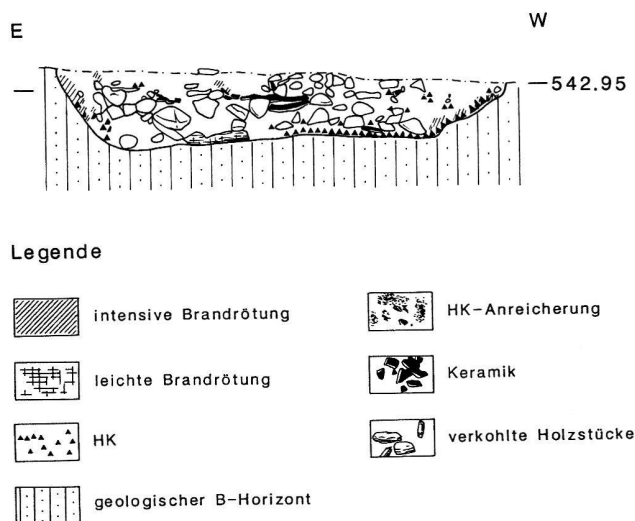 E
W
— —542.95
Legende
intensive Brandrötung
HK-Anreicherung
leichte Brandrötung
Keramik
HK
verkohlte Holzstücke
geologischer B-Horizont